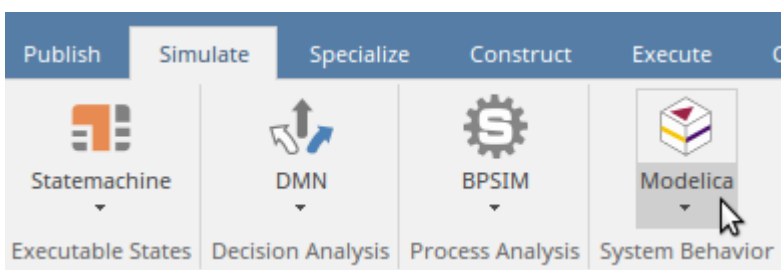 Publish Simulate Specialize Construct Execute
Statemachine DMN BPSIM Modelica
Executable States Decision Analysis Process Analysis System Behavior